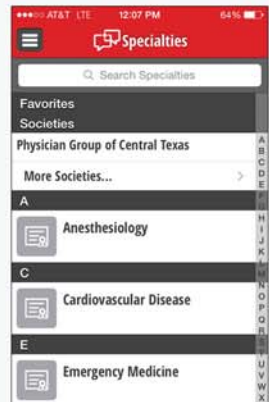 AT&T LTE 12:07 PM 64%
Specialties
Search Specialties
Favorites
Societies
Physician Group of Central Texas
More Societies...
A
Anesthesiology
C
Cardiovascular Disease
E
Emergency Medicine
A
B
C
D
E
F
G
H
I
J
K
L
M
N
O
P
Q
R
S
T
U
V
W
X